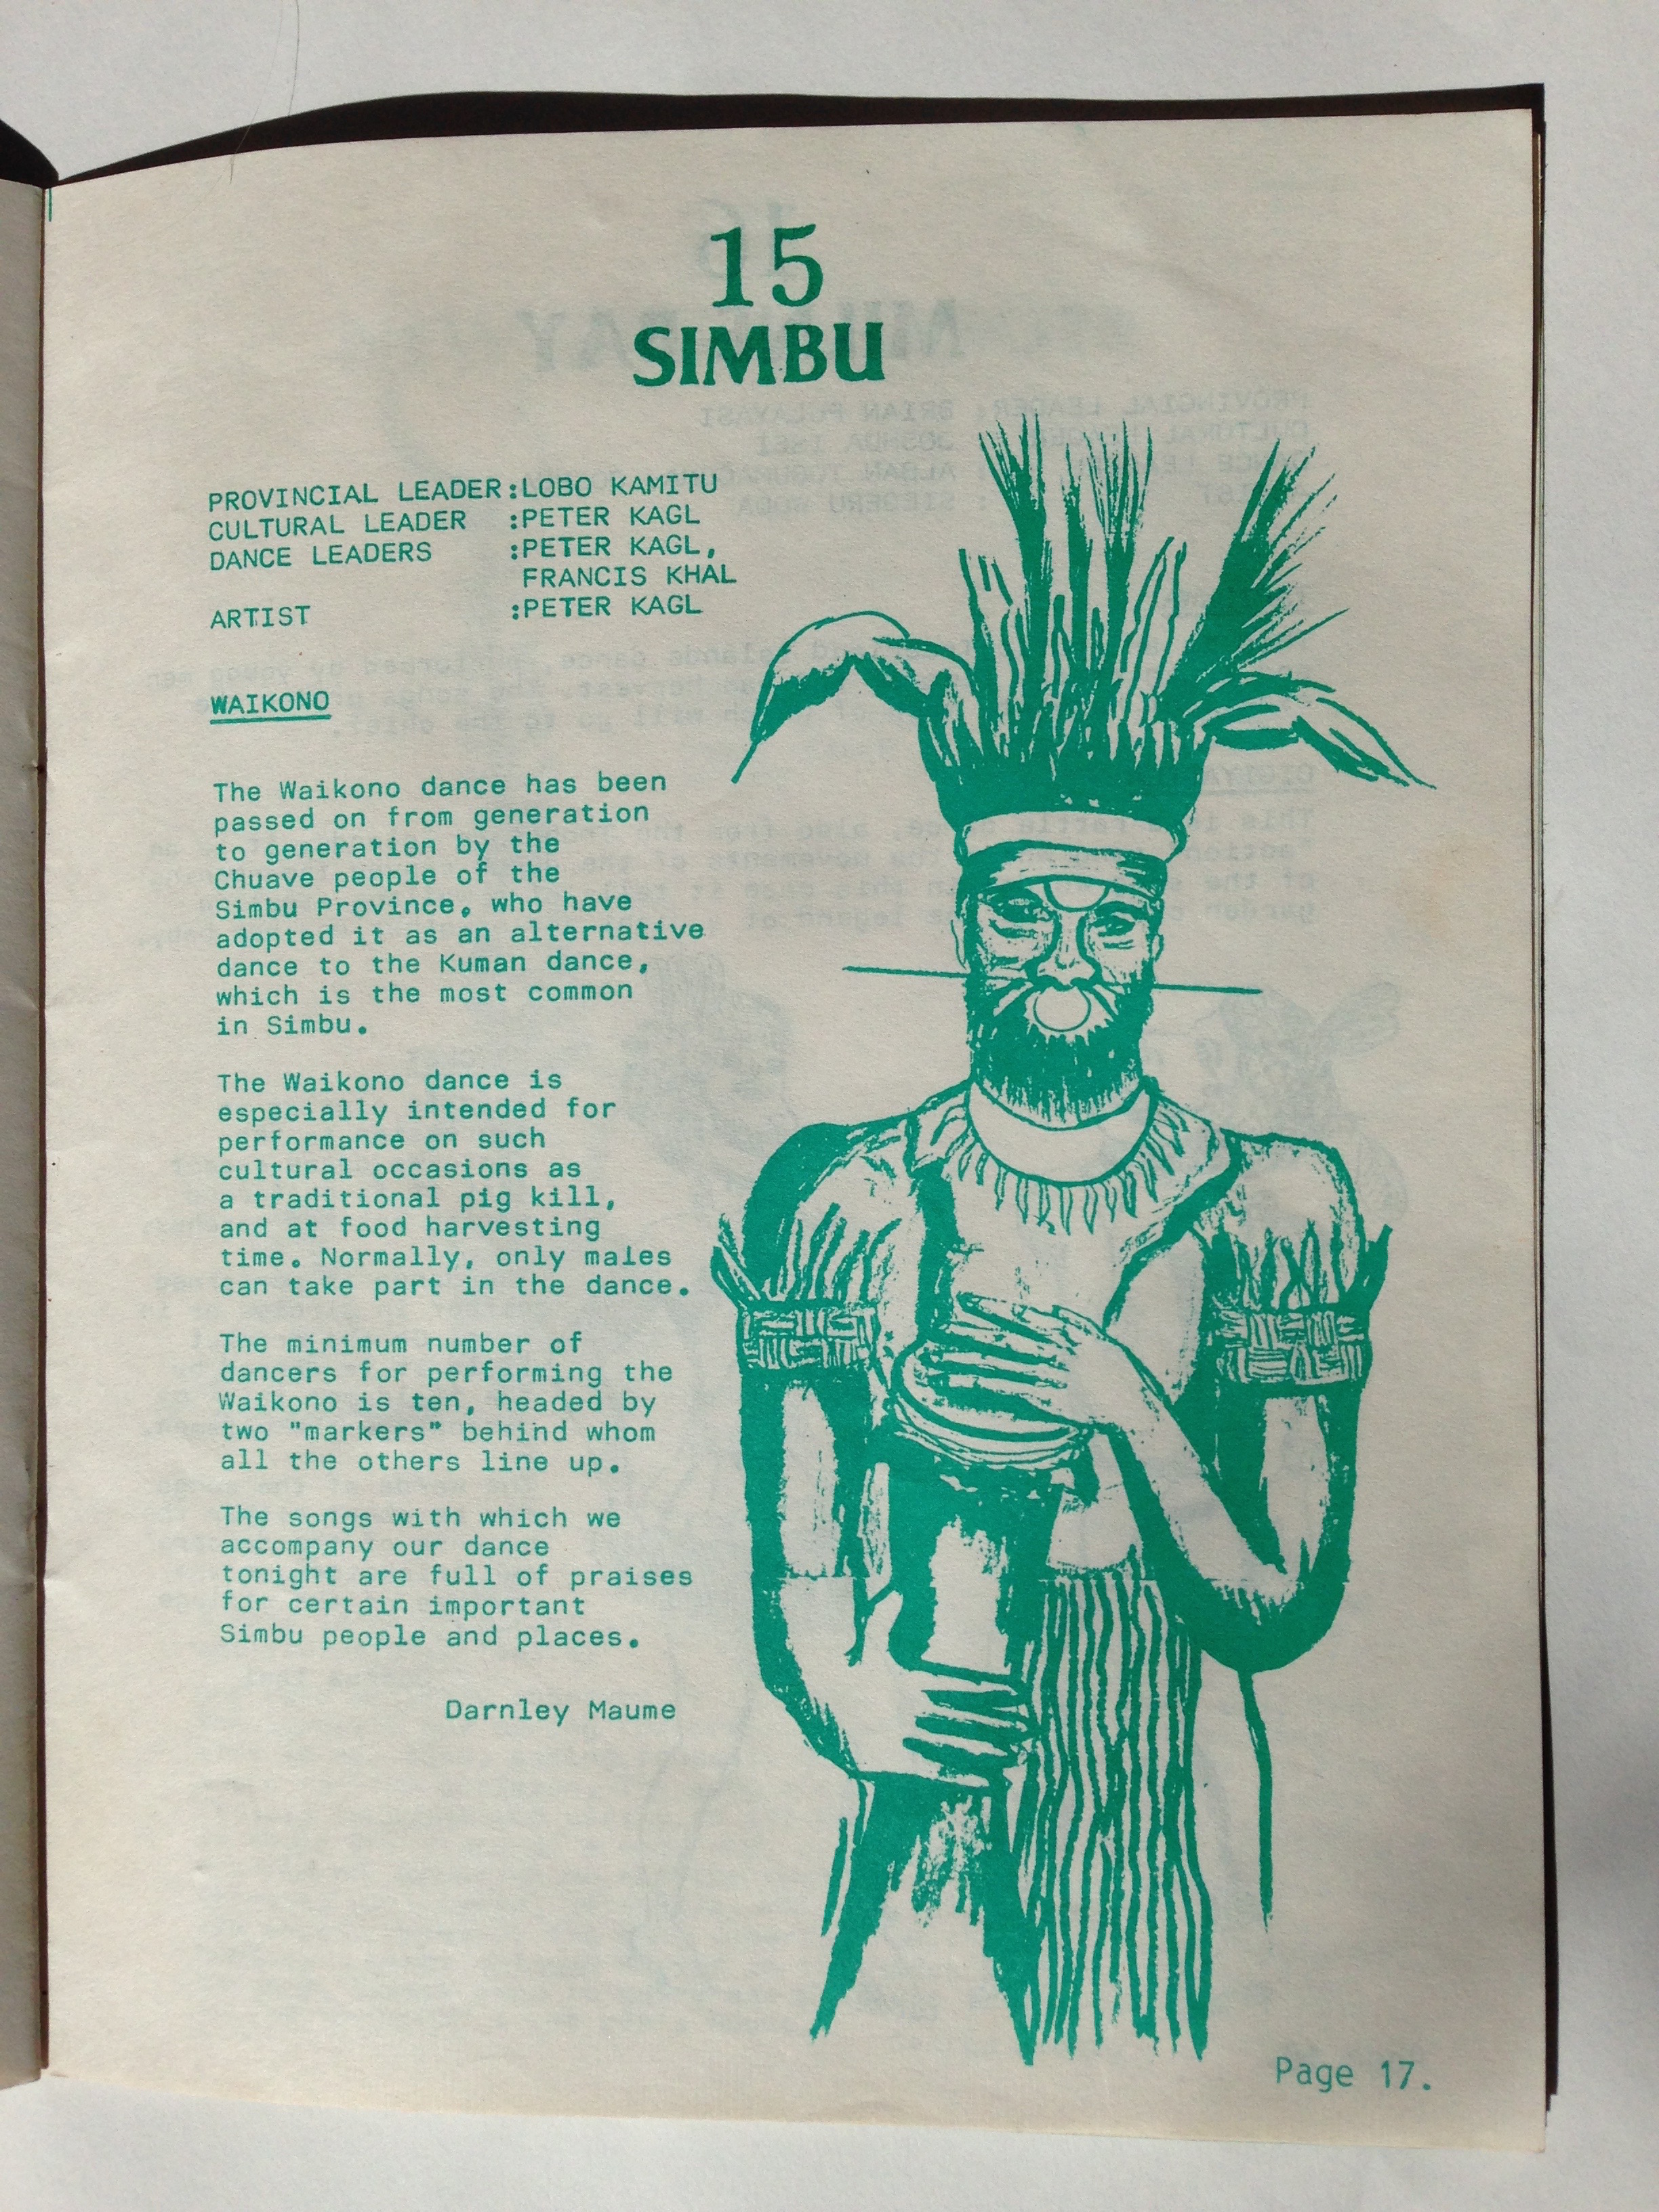 15
SIMBU
PROVINCIAL LEADER:LOBO KAMITU
CULTURAL LEADER :PETER KAGL
DANCE LEADERS :PETER KAGL,
FRANCIS KHAL
ARTIST :PETER KAGL
WAIKONO
The Waikono dance has been
passed on from generation
to generation by the
Chuave people of the
Simbu Province, who have
adopted it as an alternative
dance to the Kuman dance,
which is the most common
in Simbu.
The Waikono dance is
especially intended for
performance on such
cultural occasions as
a traditional pig kill,
and at food harvesting
time. Normally, only males
can take part in the dance.
The minimum number of
dancers for performing the
Waikono is ten, headed by
two "markers" behind whom
all the others line up.
The songs with which we
accompany our dance
tonight are full of praises
for certain important
Simbu people and places.
Darnley Maume
Page 17.